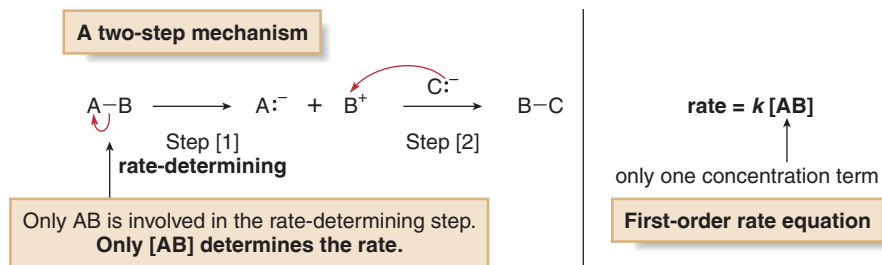 A two-step mechanism
A–B ⟶ A:⁻ + B⁺ ⟶ B–C
C:⁻
Step [1]
Step [2]
rate-determining
Only AB is involved in the rate-determining step.
Only [AB] determines the rate.
rate = k [AB]
only one concentration term
First-order rate equation